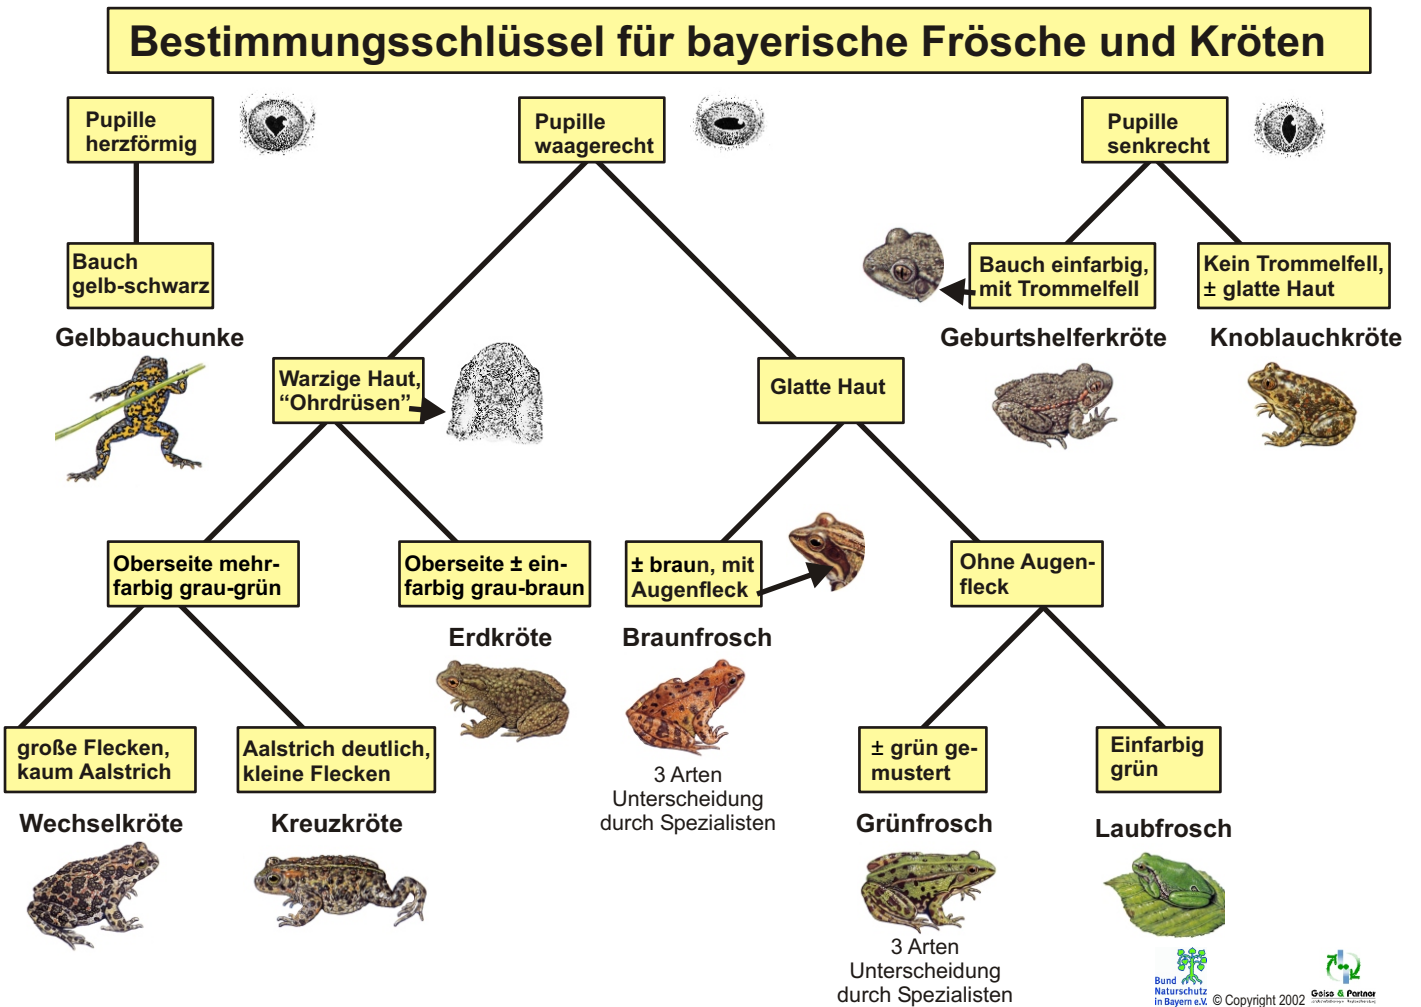 Bestimmungsschlüssel für bayerische Frösche und Kröten
Pupille
herzförmig
Pupille
waagerecht
Pupille
senkrecht
Bauch
gelb-schwarz
Bauch einfarbig,
mit Trommelfell
Kein Trommelfell,
± glatte Haut
Gelbbauchunke
Geburtshelferkröte
Knoblauchkröte
Warzige Haut,
“Ohrdrüsen”
Glatte Haut
Oberseite mehr-
farbig grau-grün
Oberseite ± ein-
farbig grau-braun
± braun, mit
Augenfleck
Ohne Augen-
fleck
Erdkröte
Braunfrosch
große Flecken,
kaum Aalstrich
Aalstrich deutlich,
kleine Flecken
3 Arten
Unterscheidung
durch Spezialisten
± grün ge-
mustert
Einfarbig
grün
Wechselkröte
Kreuzkröte
Grünfrosch
Laubfrosch
3 Arten
Unterscheidung
durch Spezialisten
Bund
Naturschutz
in Bayern e.V.
© Copyright 2002
Geise & Partner